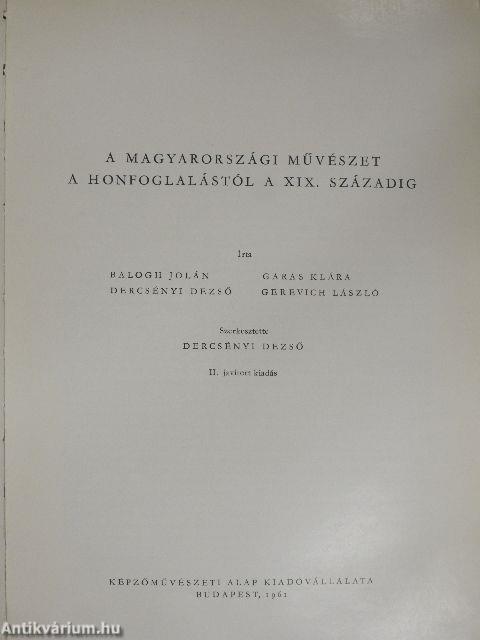 A MAGYARORSZÁGI MŰVÉSZET
A HONFOGLALÁSTÓL A XIX. SZÁZADIG
Írta
BALOGH JOLÁN GARAS KLÁRA
DERCSÉNYI DEZSŐ GEREVICH LÁSZLÓ
Szerkesztette
DERCSÉNYI DEZSŐ
II. javított kiadás
KÉPZŐMŰVÉSZETI ALAP KIADÓVÁLLALATA
BUDAPEST, 1961
Antikvárium.hu